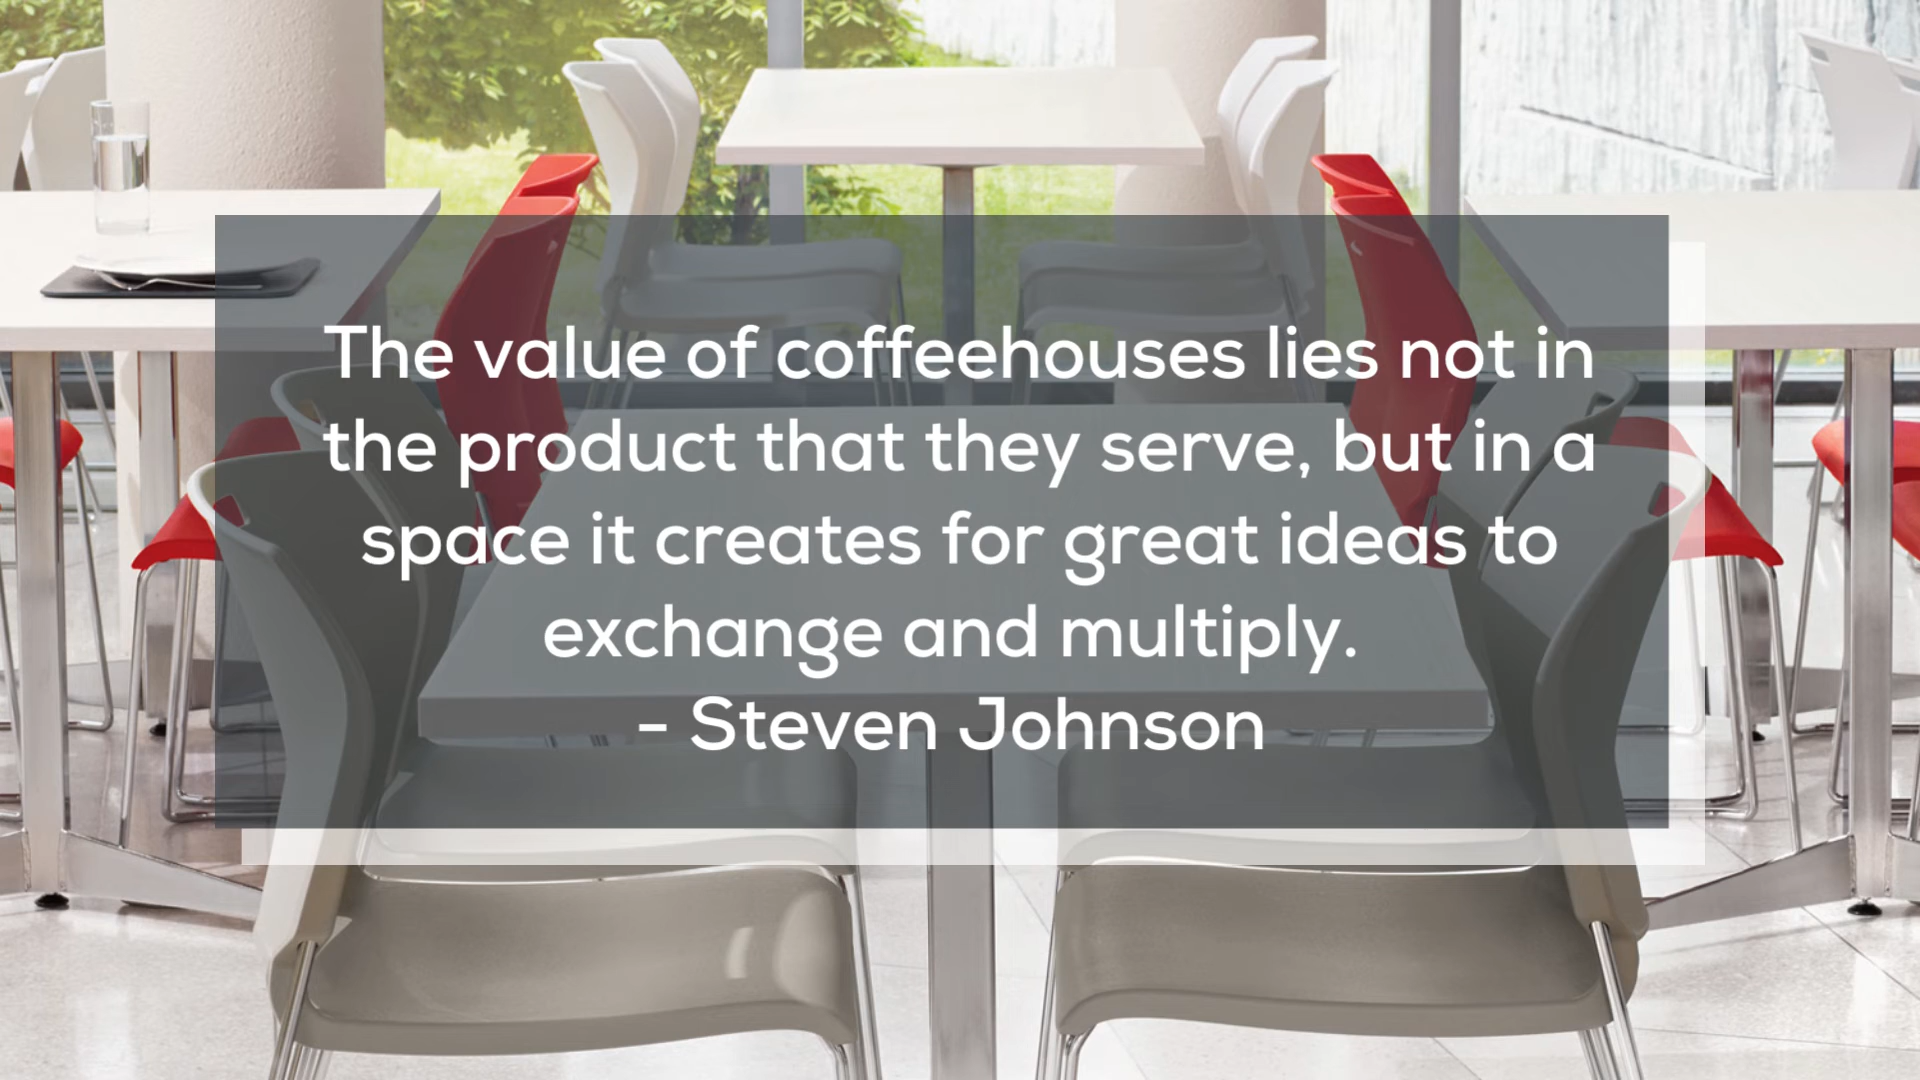 The value of coffeehouses lies not in
the product that they serve, but in a
space it creates for great ideas to
exchange and multiply.
- Steven Johnson